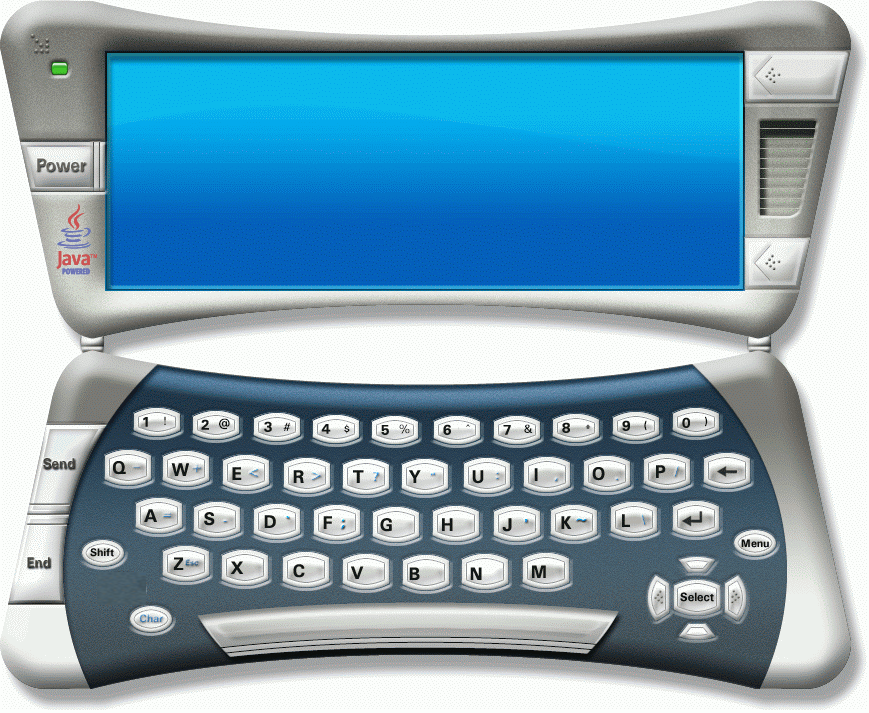 Power
Java™
POWERED
1 ! 2 @ 3 # 4 $ 5 % 6 ^ 7 & 8 * 9 ( 0 )
Q W + E < R > T ? Y U : I O P / ←
Send
A S D F ; G H J ' K ~ L \ ↵
Shift
End
Z Esc X C V B N M
Menu
Select
Char